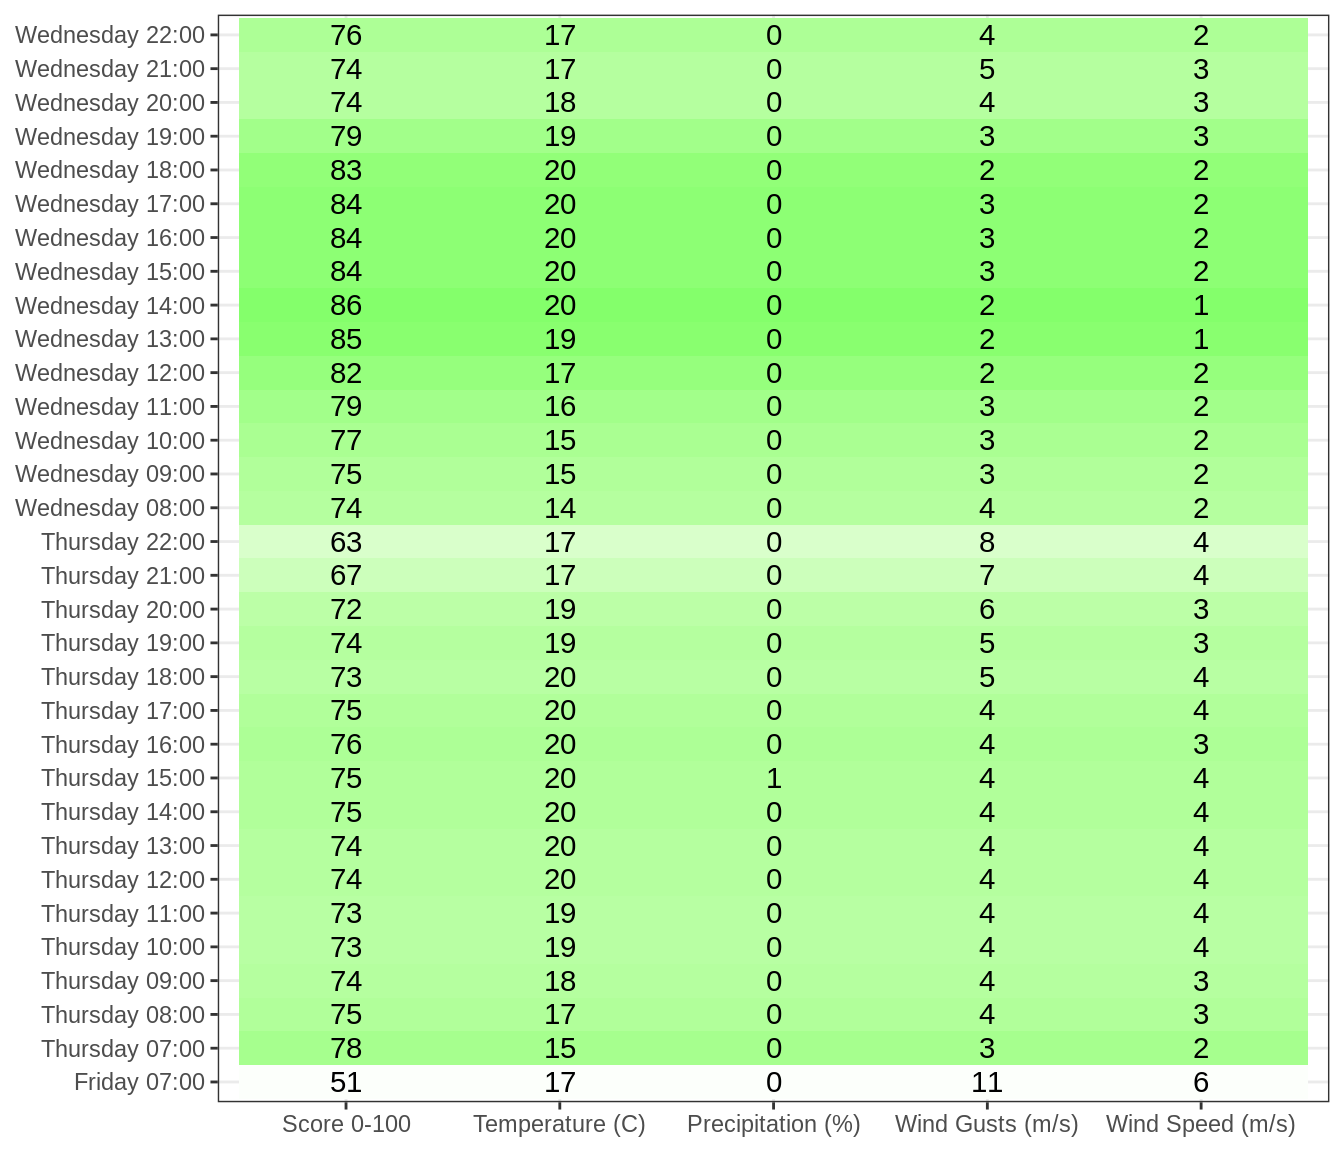 Wednesday 22:00 76 17 0 4 2
Wednesday 21:00 74 17 0 5 3
Wednesday 20:00 74 18 0 4 3
Wednesday 19:00 79 19 0 3 3
Wednesday 18:00 83 20 0 2 2
Wednesday 17:00 84 20 0 3 2
Wednesday 16:00 84 20 0 3 2
Wednesday 15:00 84 20 0 3 2
Wednesday 14:00 86 20 0 2 1
Wednesday 13:00 85 19 0 2 1
Wednesday 12:00 82 17 0 2 2
Wednesday 11:00 79 16 0 3 2
Wednesday 10:00 77 15 0 3 2
Wednesday 09:00 75 15 0 3 2
Wednesday 08:00 74 14 0 4 2
Thursday 22:00 63 17 0 8 4
Thursday 21:00 67 17 0 7 4
Thursday 20:00 72 19 0 6 3
Thursday 19:00 74 19 0 5 3
Thursday 18:00 73 20 0 5 4
Thursday 17:00 75 20 0 4 4
Thursday 16:00 76 20 0 4 3
Thursday 15:00 75 20 1 4 4
Thursday 14:00 75 20 0 4 4
Thursday 13:00 74 20 0 4 4
Thursday 12:00 74 20 0 4 4
Thursday 11:00 73 19 0 4 4
Thursday 10:00 73 19 0 4 4
Thursday 09:00 74 18 0 4 3
Thursday 08:00 75 17 0 4 3
Thursday 07:00 78 15 0 3 2
Friday 07:00 51 17 0 11 6
Score 0-100 Temperature (C) Precipitation (%) Wind Gusts (m/s) Wind Speed (m/s)